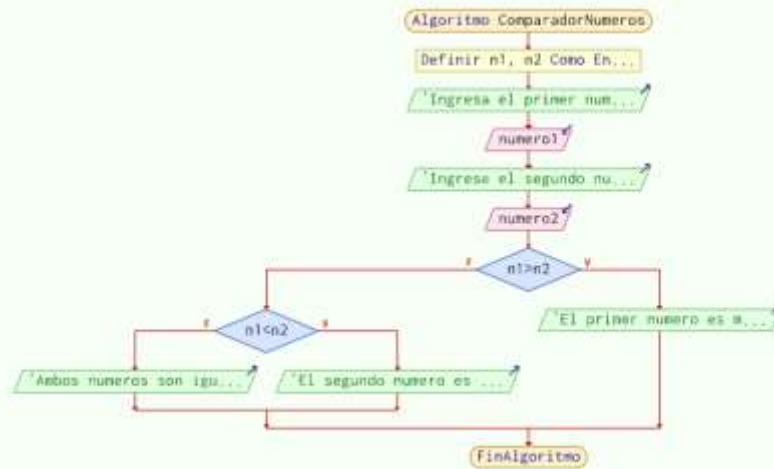 Algoritmo ComparadorNumeros
Definir n1, n2 Como En...
'Ingresa el primer num...
numero1
'Ingresa el segundo nu...
numero2
n1>n2
n1<n2
'El primer numero es m...
'Ambos numeros son igu...
'El segundo numero es ...
FinAlgoritmo